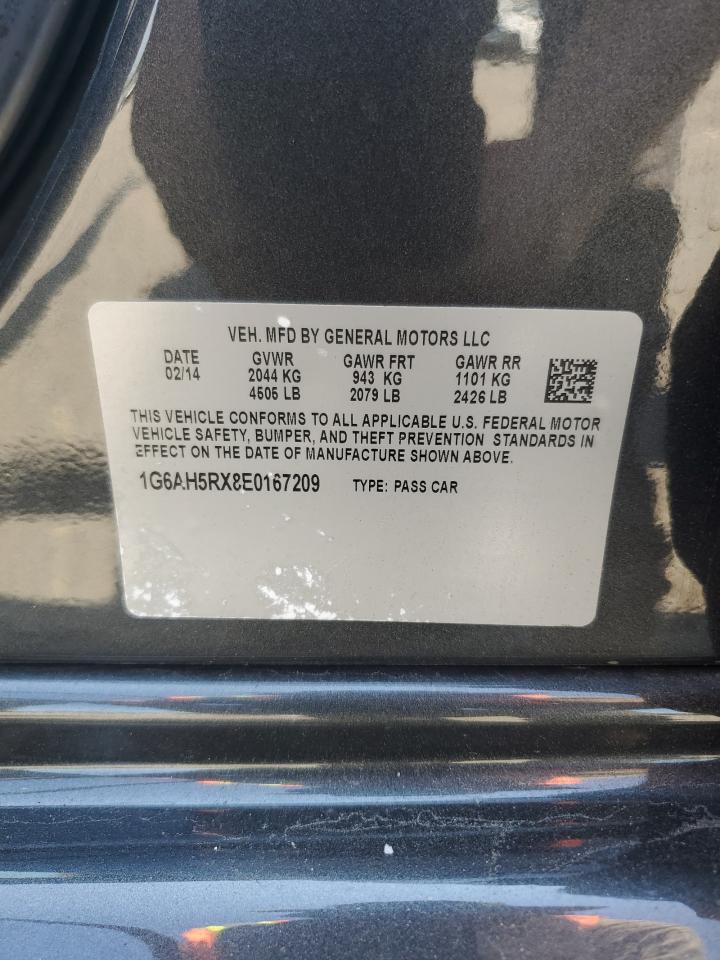 VEH. MFD BY GENERAL MOTORS LLC
DATE GVWR GAWR FRT GAWR RR
02/14 2044 KG 943 KG 1101 KG
4505 LB 2079 LB 2426 LB
THIS VEHICLE CONFORMS TO ALL APPLICABLE U.S. FEDERAL MOTOR
VEHICLE SAFETY, BUMPER, AND THEFT PREVENTION STANDARDS IN
EFFECT ON THE DATE OF MANUFACTURE SHOWN ABOVE.
1G6AH5RX8E0167209 TYPE: PASS CAR